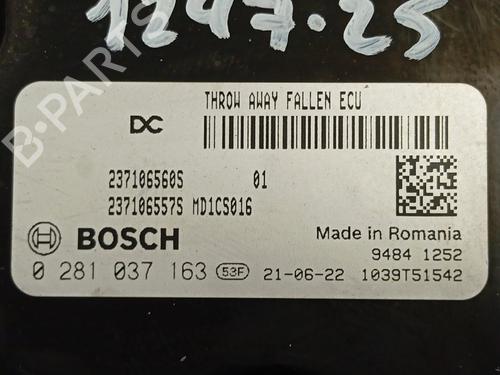 1247.25
THROW AWAY FALLEN ECU
DC
237106560S 01
237106557S MD1CS016
BOSCH
Made in Romania
9484 1252
0 281 037 163 53F 21-06-22 1039T51542